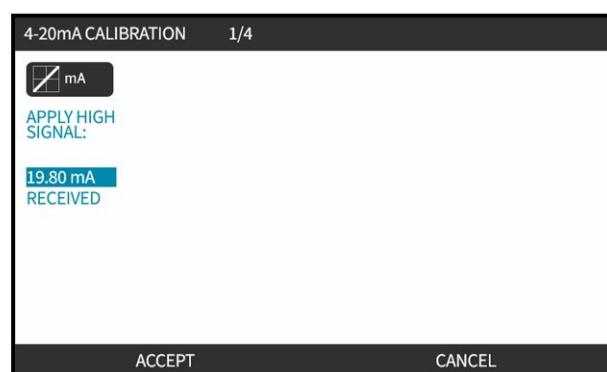 4-20mA CALIBRATION 1/4
mA
APPLY HIGH
SIGNAL:
19.80 mA
RECEIVED
ACCEPT CANCEL